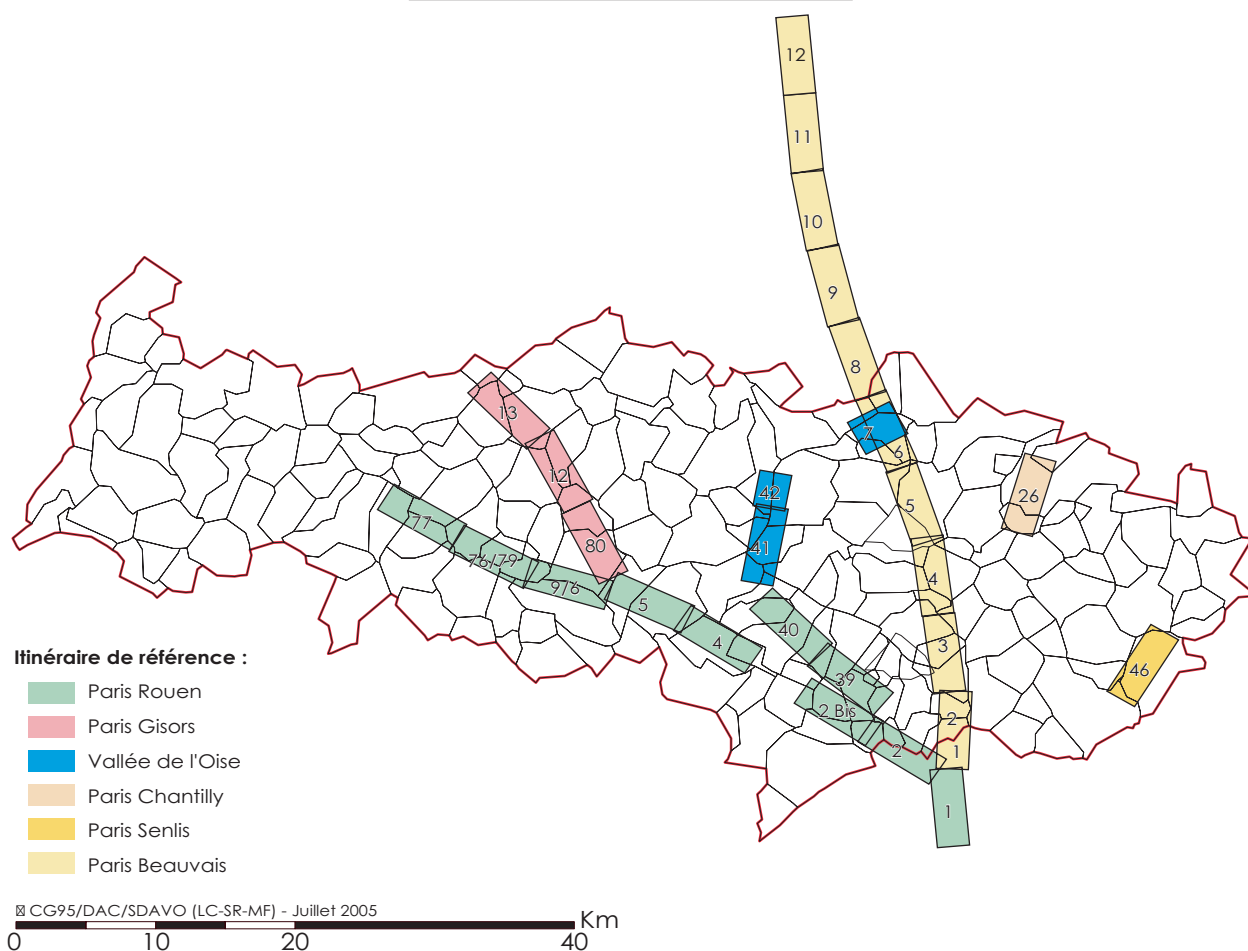 12
11
10
9
8
7
6
13
12
42
26
5
77
41
80
76/79
4
9/6
5
40
3
4
46
39
2 Bis
2
2
1
1
Itinéraire de référence :
Paris Rouen
Paris Gisors
Vallée de l'Oise
Paris Chantilly
Paris Senlis
Paris Beauvais
CG95/DAC/SDAVO (LC-SR-MF) - Juillet 2005
Km
0 10 20 40